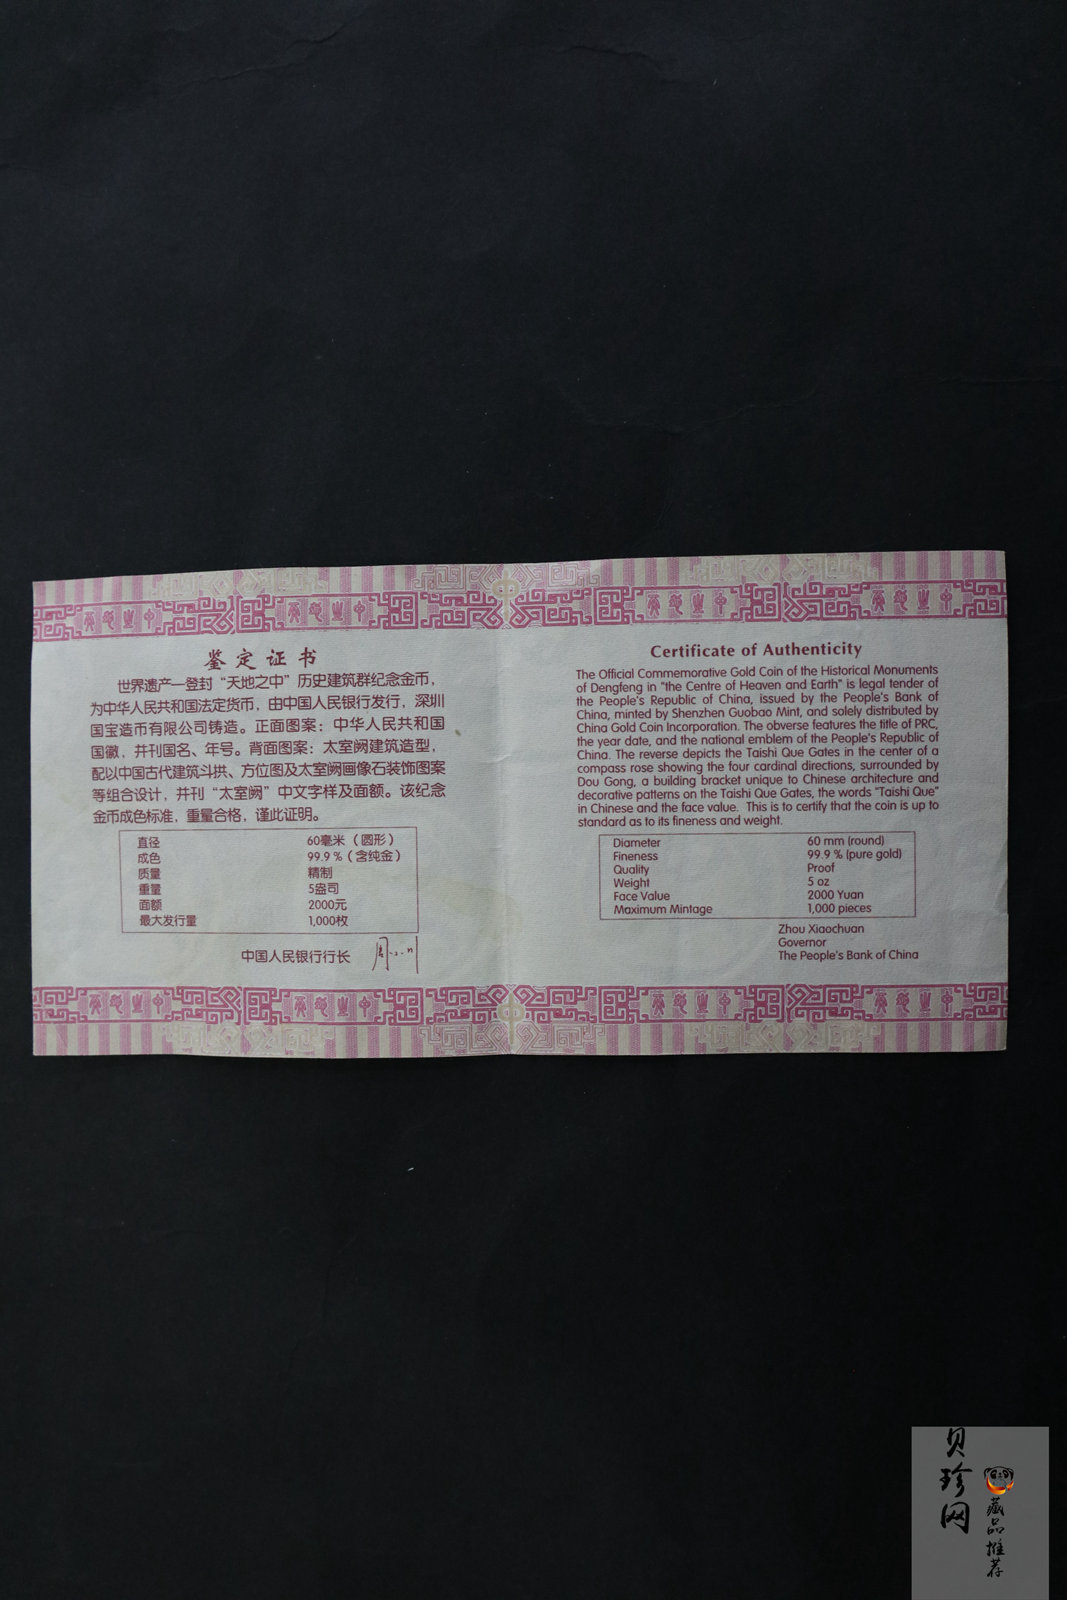 鉴定证书
世界遗产—登封“天地之中”历史建筑群纪念金币，
为中华人民共和国法定货币，由中国人民银行发行，深圳
国宝造币有限公司铸造。正面图案：中华人民共和国
国徽，并刊国名、年号。背面图案：太室阙建筑造型，
配以中国古代建筑斗拱、方位图及太室阙画像石装饰图案
等组合设计，并刊“太室阙”中文字样及面额。该纪念
金币成色标准，重量合格，谨此证明。
直径 60毫米（圆形）
成色 99.9％（含纯金）
质量 精制
重量 5盎司
面额 2000元
最大发行量 1,000枚
中国人民银行行长
Certificate of Authenticity
The Official Commemorative Gold Coin of the Historical Monuments
of Dengfeng in "the Centre of Heaven and Earth" is legal tender of
the People's Republic of China, issued by the People's Bank of
China, minted by Shenzhen Guobao Mint, and solely distributed by
China Gold Coin Incorporation. The obverse features the title of PRC,
the year date, and the national emblem of the People's Republic of
China. The reverse depicts the Taishi Que Gates in the center of a
compass rose showing the four cardinal directions, surrounded by
Dou Gong, a building bracket unique to Chinese architecture and
decorative patterns on the Taishi Que Gates, the words "Taishi Que"
in Chinese and the face value. This is to certify that the coin is up to
standard as to its fineness and weight.
Diameter 60 mm (round)
Fineness 99.9 % (pure gold)
Quality Proof
Weight 5 oz
Face Value 2000 Yuan
Maximum Mintage 1,000 pieces
Zhou Xiaochuan
Governor
The People's Bank of China
贝珍网
藏品推荐